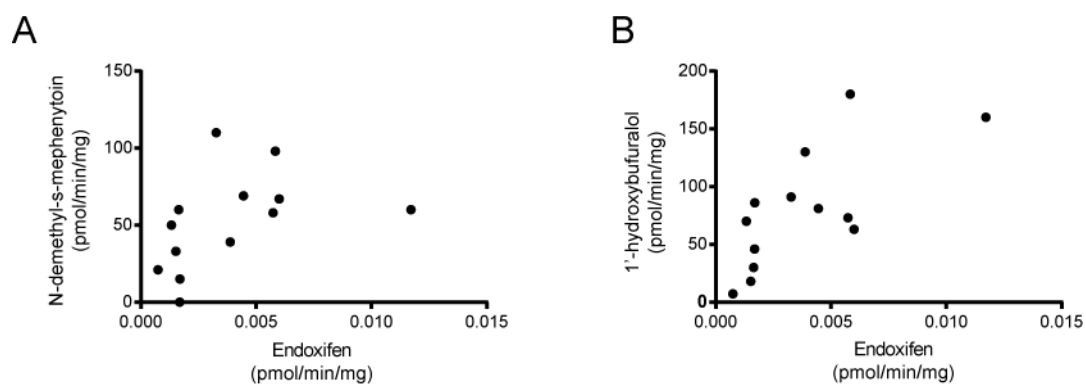 A
N-demethyl-s-mephenytoin
(pmol/min/mg)
150
100
50
0
0.000
0.005
0.010
0.015
Endoxifen
(pmol/min/mg)
B
1'-hydroxybufuralol
(pmol/min/mg)
200
150
100
50
0
0.000
0.005
0.010
0.015
Endoxifen
(pmol/min/mg)